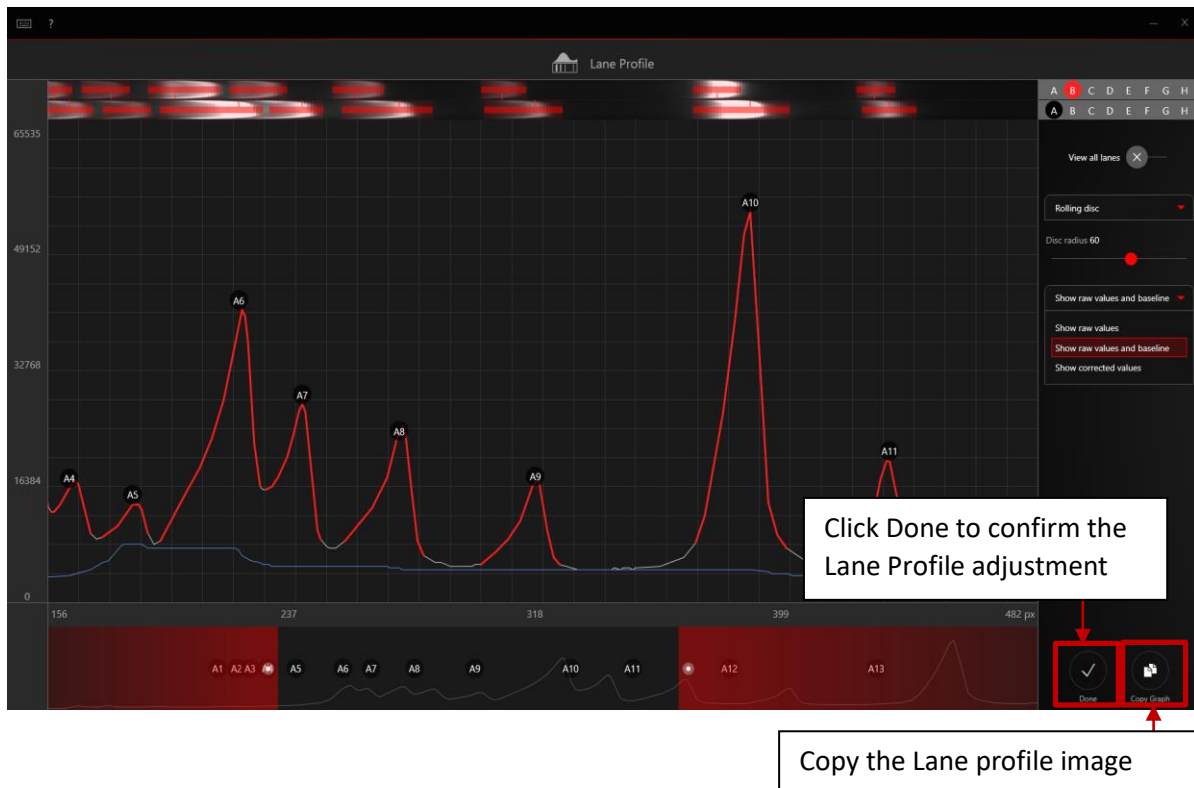 ?
Lane Profile
A B C D E F G H
A B C D E F G H
65535
49152
32768
16384
0
A4
A5
A6
A7
A8
A9
A10
A11
156
237
318
399
482 px
View all lanes
Rolling disc
Disc radius 60
Show raw values and baseline
Show raw values
Show raw values and baseline
Show corrected values
Click Done to confirm the
Lane Profile adjustment
A1 A2 A3 A5 A6 A7 A8 A9 A10 A11 A12 A13
Done
Copy Graph
Copy the Lane profile image